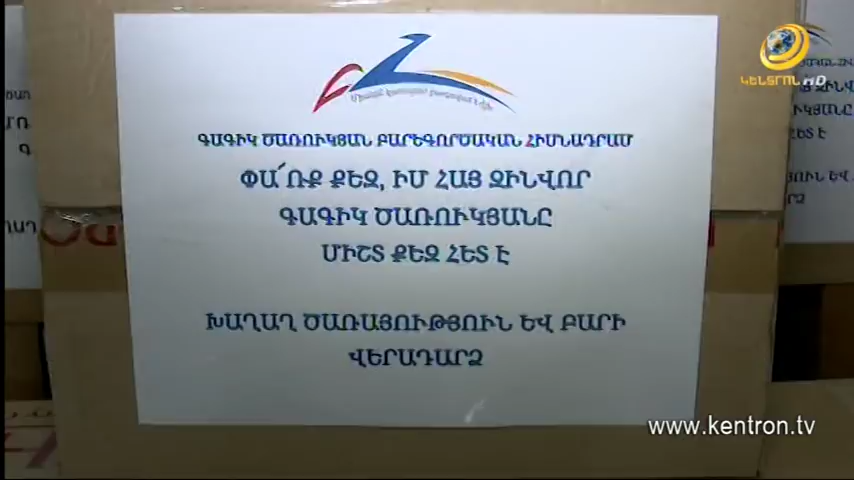 ԿԵՆՏՐՈՆ HD
ԳԱԳԻԿ ԾԱՌՈՒԿՅԱՆ ԲԱՐԵԳՈՐԾԱԿԱՆ ՀԻՄՆԱԴՐԱՄ
ՓԱ՜ՌՔ ՔԵԶ, ԻՄ ՀԱՅ ԶԻՆՎՈՐ
ԳԱԳԻԿ ԾԱՌՈՒԿՅԱՆԸ
ՄԻՇՏ ՔԵԶ ՀԵՏ Է
ԽԱՂԱՂ ԾԱՌԱՅՈՒԹՅՈՒՆ ԵՎ ԲԱՐԻ
ՎԵՐԱԴԱՐՁ
www.kentron.tv